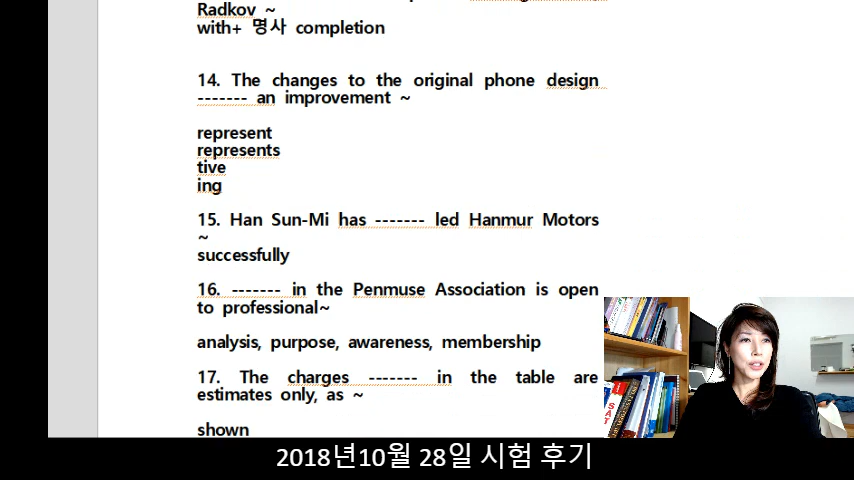 Radkov ~
with+ 명사 completion
14. The changes to the original phone design
------- an improvement ~
represent
represents
tive
ing
15. Han Sun-Mi has ------- led Hanmur Motors
~
successfully
16. ------- in the Penmuse Association is open
to professional~
analysis, purpose, awareness, membership
17. The charges ------- in the table are
estimates only, as ~
shown
2018년10월 28일 시험 후기